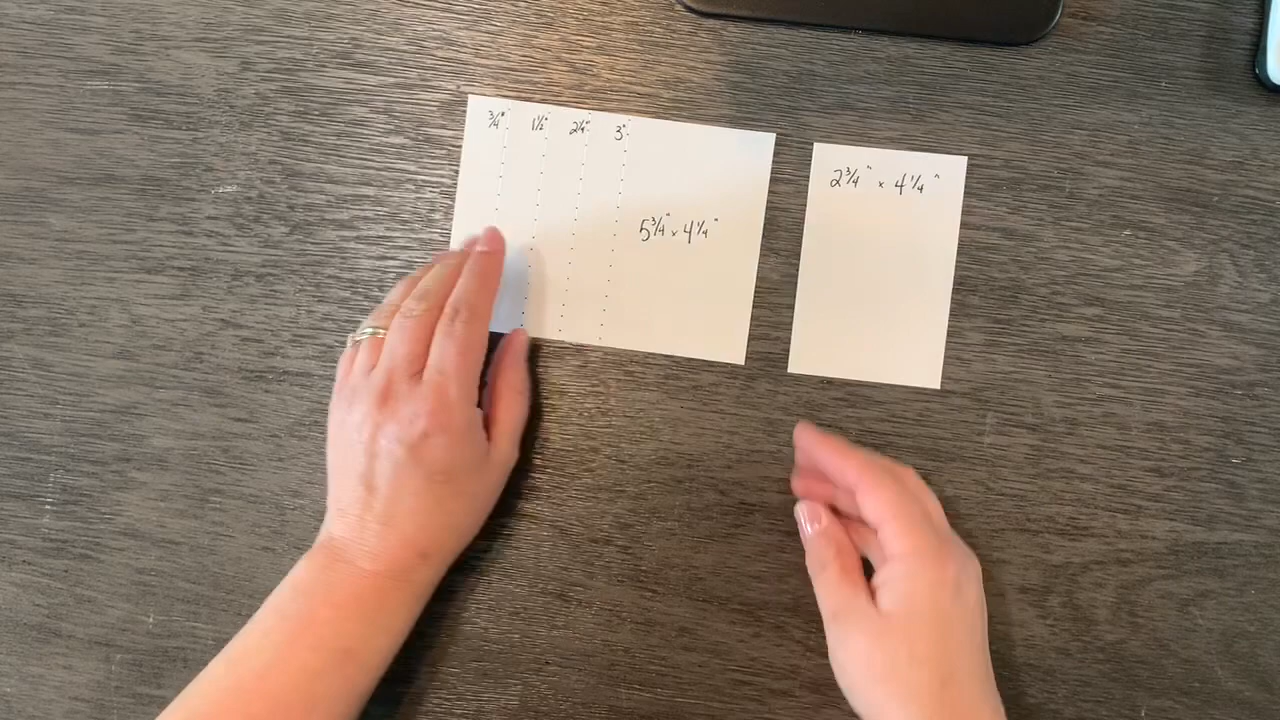 3/4" 1 1/2" 2 1/4" 3"
5 3/4" x 4 1/4"
2 3/4" x 4 1/4"